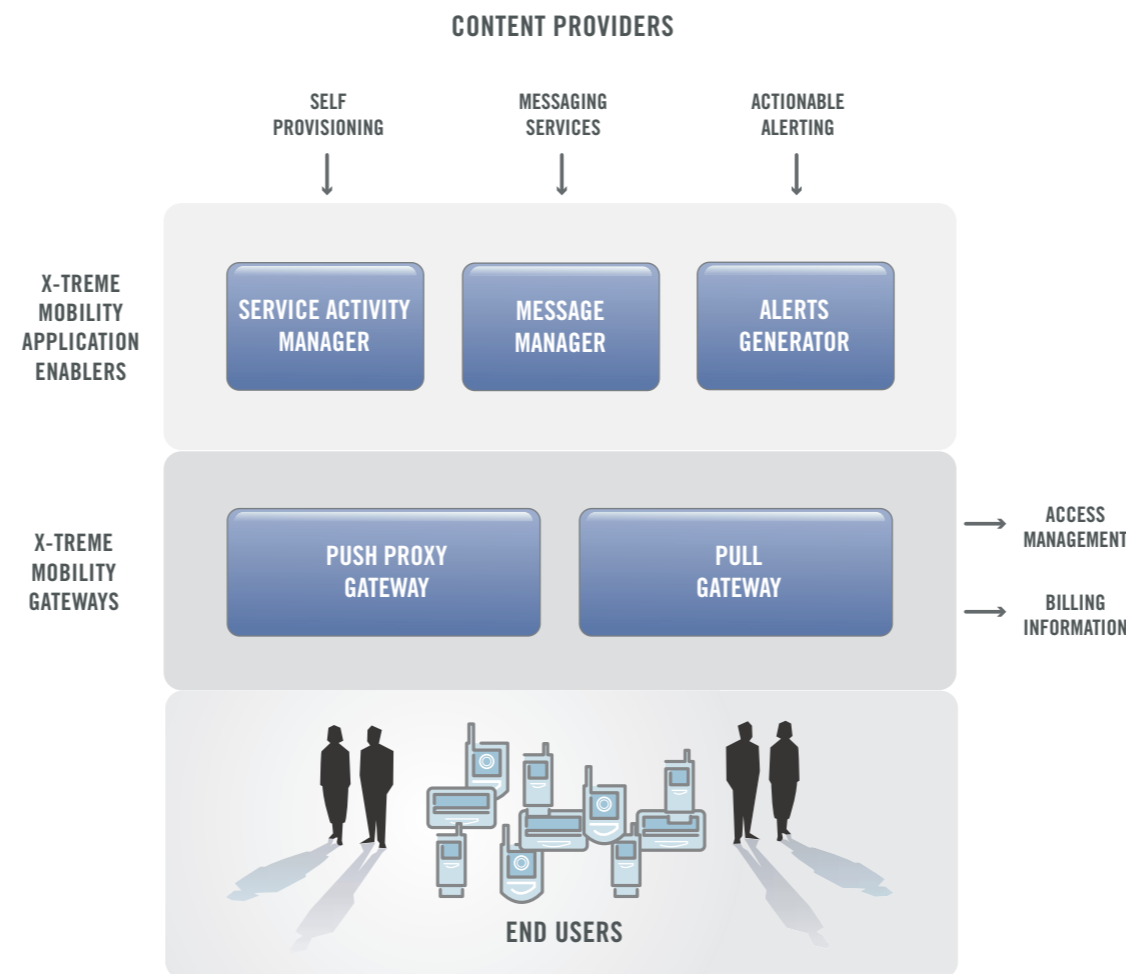 CONTENT PROVIDERS
SELF
PROVISIONING
MESSAGING
SERVICES
ACTIONABLE
ALERTING
X-TREME
MOBILITY
APPLICATION
ENABLERS
SERVICE ACTIVITY
MANAGER
MESSAGE
MANAGER
ALERTS
GENERATOR
X-TREME
MOBILITY
GATEWAYS
PUSH PROXY
GATEWAY
PULL
GATEWAY
ACCESS
MANAGEMENT
BILLING
INFORMATION
END USERS